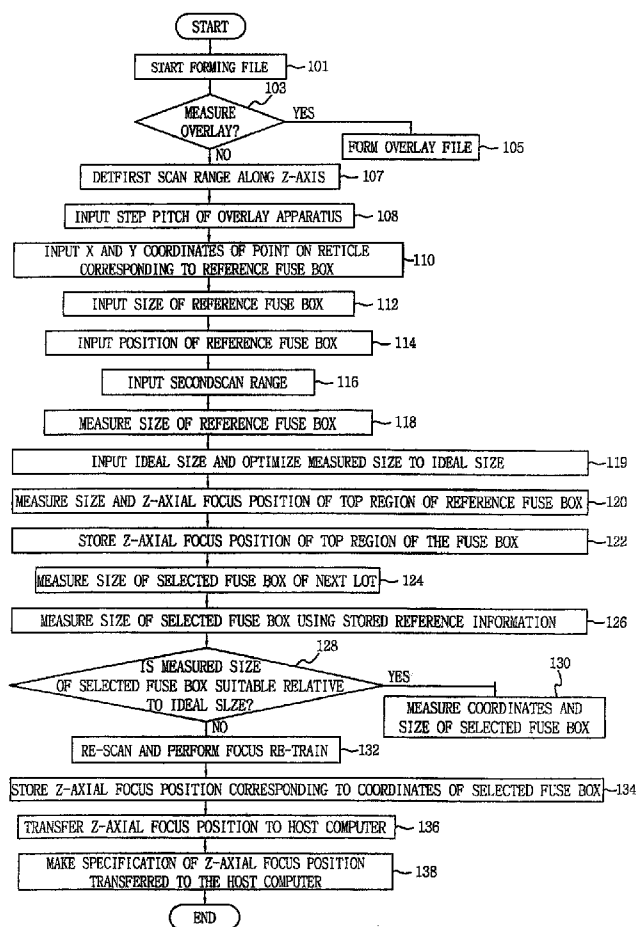 START
START FORMING FILE
101
103
MEASURE
OVERLAY?
YES
FORM OVERLAY FILE
105
NO
DETFIRST SCAN RANGE ALONG Z-AXIS
107
INPUT STEP PITCH OF OVERLAY APPARATUS
108
INPUT X AND Y COORDINATES OF POINT ON RETICLE
CORRESPONDING TO REFERENCE FUSE BOX
110
INPUT SIZE OF REFERENCE FUSE BOX
112
INPUT POSITION OF REFERENCE FUSE BOX
114
INPUT SECONDSCAN RANGE
116
MEASURE SIZE OF REFERENCE FUSE BOX
118
INPUT IDEAL SIZE AND OPTIMIZE MEASURED SIZE TO IDEAL SIZE
119
MEASURE SIZE AND Z-AXIAL FOCUS POSITION OF TOP REGION OF REFERENCE FUSE BOX
120
STORE Z-AXIAL FOCUS POSITION OF TOP REGION OF THE FUSE BOX
122
MEASURE SIZE OF SELECTED FUSE BOX OF NEXT LOT
124
MEASURE SIZE OF SELECTED FUSE BOX USING STORED REFERENCE INFORMATION
126
128
IS MEASURED SIZE
OF SELECTED FUSE BOX SUITABLE RELATIVE
TO IDEAL SIZE?
YES
130
MEASURE COORDINATES AND
SIZE OF SELECTED FUSE BOX
NO
RE-SCAN AND PERFORM FOCUS RE-TRAIN
132
STORE Z-AXIAL FOCUS POSITION CORRESPONDING TO COORDINATES OF SELECTED FUSE BOX
134
TRANSFER Z-AXIAL FOCUS POSITION TO HOST COMPUTER
136
MAKE SPECIFICATION OF Z-AXIAL FOCUS POSITION
TRANSFERRED TO THE HOST COMPUTER
138
END